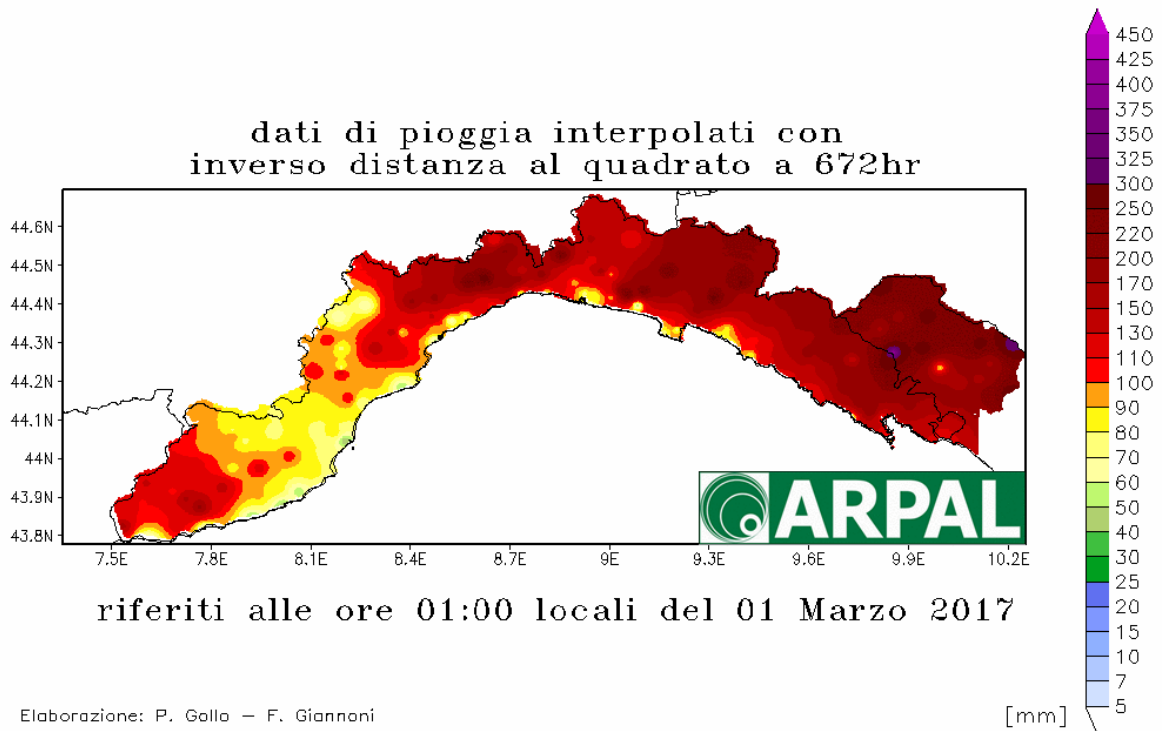 dati di pioggia interpolati con
inverso distanza al quadrato a 672hr
44.6N
44.5N
44.4N
44.3N
44.2N
44.1N
44N
43.9N
43.8N
7.5E 7.8E 8.1E 8.4E 8.7E 9E 9.3E 9.6E 9.9E 10.2E
ARPAL
riferiti alle ore 01:00 locali del 01 Marzo 2017
Elaborazione: P. Gollo – F. Giannoni
450
425
400
375
350
325
300
250
220
200
170
150
130
110
100
90
80
70
60
50
40
30
25
20
15
10
7
5
[mm]